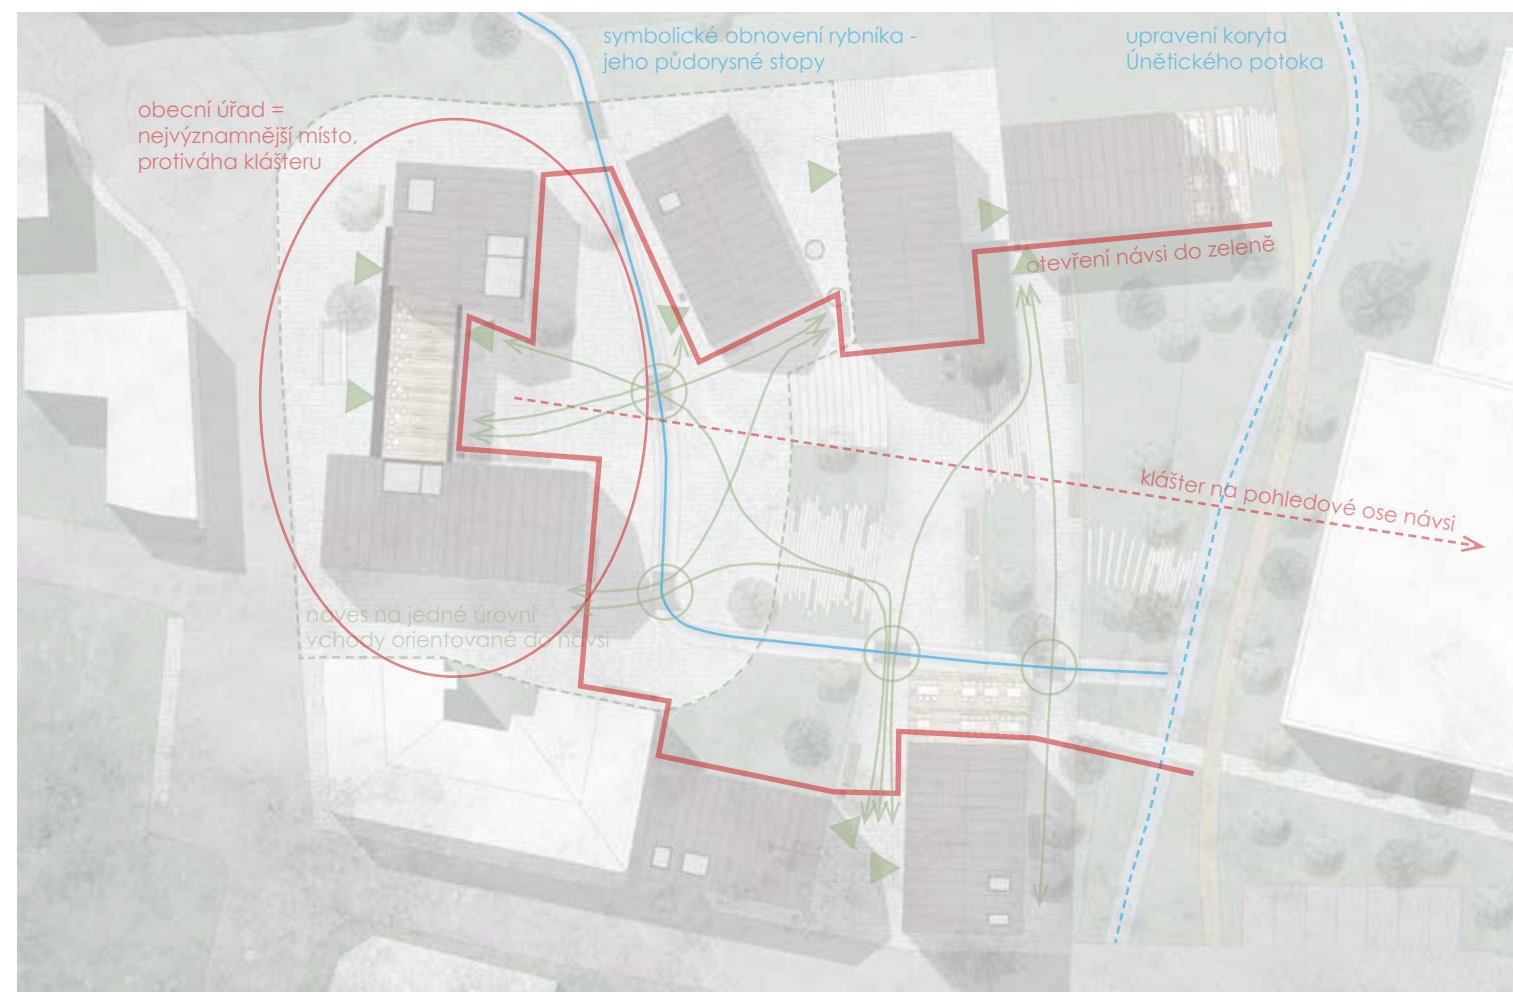 symbolické obnovení rybníka -
jeho půdorysné stopy
upravení koryta
Únětického potoka
obecní úřad =
nejvýznamnější místo,
protiváha klášteru
otevření návsi do zeleně
klášter na pohledové ose návsi
náves na jedné úrovni
vchody orientované do návsi